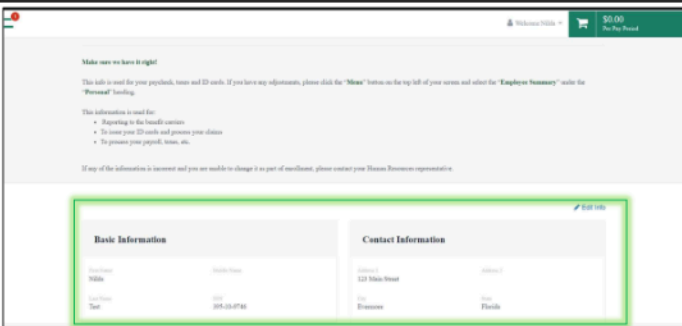 Welcome Nilda
$0.00
Per Pay Period
Make sure we have it right!
This info is used for your paycheck, taxes and ID cards. If you have any adjustments, please click the "Menu" button on the top left of your screen and select the "Employee Summary" under the
"Personal" heading.
This information is used for:
• Reporting to the benefit carriers
• To issue your ID cards and process your claims
• To process your payroll, taxes, etc.
If any of the information is incorrect and you are unable to change it as part of enrollment, please contact your Human Resources representative.
Edit Info
Basic Information
Contact Information
First Name
Middle Name
Address 1
Address 2
Nilda
123 Main Street
Last Name
SSN
City
State
Test
Florida